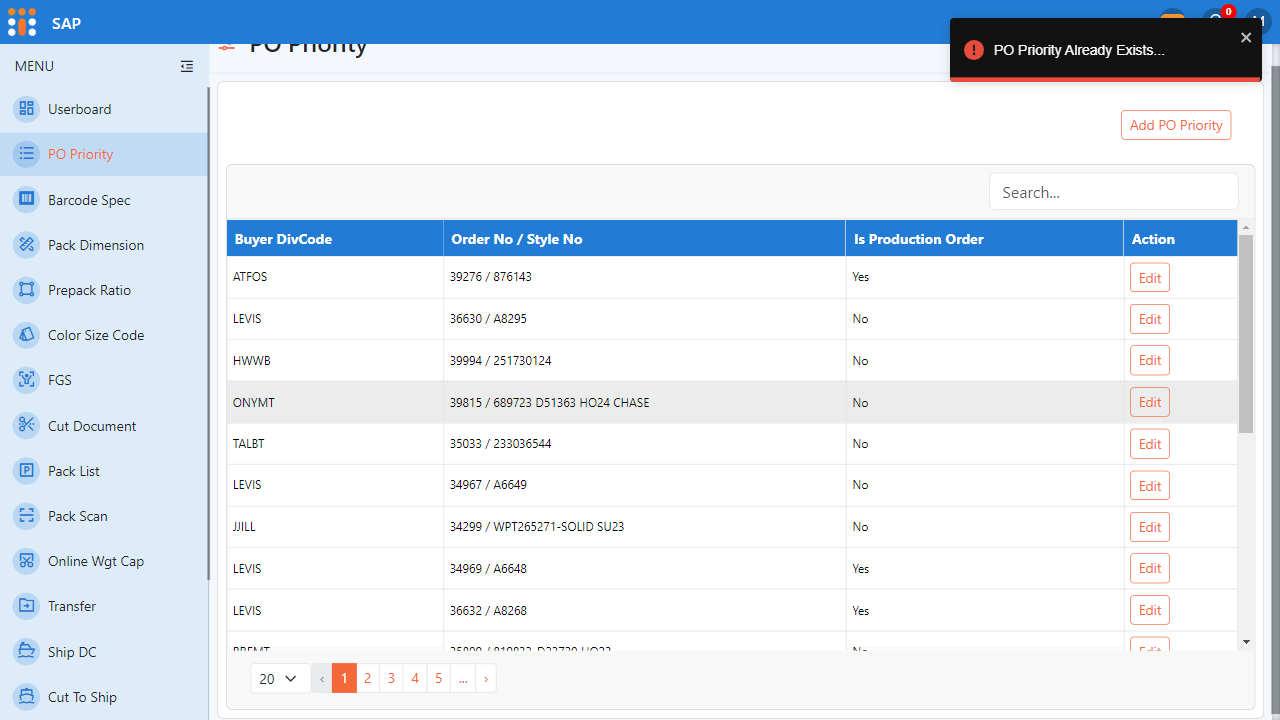 SAP
0
M
PO Priority
PO Priority Already Exists...
MENU
Userboard
PO Priority
Barcode Spec
Pack Dimension
Prepack Ratio
Color Size Code
FGS
Cut Document
Pack List
Pack Scan
Online Wgt Cap
Transfer
Ship DC
Cut To Ship
Add PO Priority
Search...
Buyer DivCode Order No / Style No Is Production Order Action
ATFOS 39276 / 876143 Yes Edit
LEVIS 36630 / A8295 No Edit
HWWB 39994 / 251730124 No Edit
ONYMT 39815 / 689723 D51363 HO24 CHASE No Edit
TALBT 35033 / 233036544 No Edit
LEVIS 34967 / A6649 No Edit
JJILL 34299 / WPT265271-SOLID SU23 No Edit
LEVIS 34969 / A6648 Yes Edit
LEVIS 36632 / A8268 Yes Edit
No Edit
20 ‹ 1 2 3 4 5 ... ›